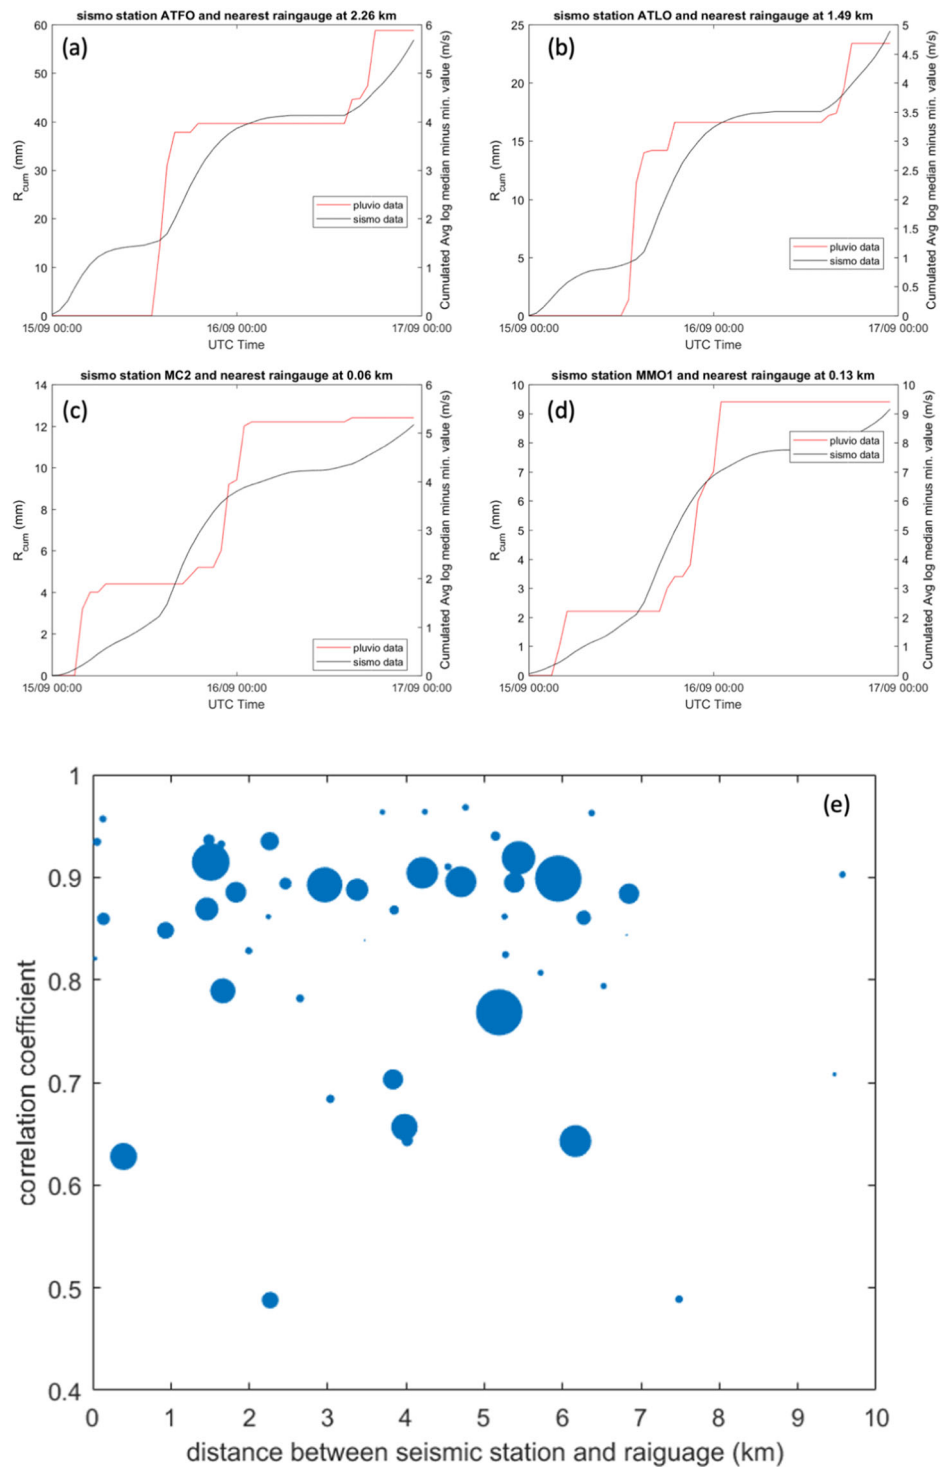 sismo station ATFO and nearest raingauge at 2.26 km
(a)
60
50
40
30
20
10
0
R_cum (mm)
6
5
4
3
2
1
0
Cumulated Avg log median minus min. value (m/s)
pluvio data
sismo data
15/09 00:00 16/09 00:00 17/09 00:00
UTC Time
sismo station ATLO and nearest raingauge at 1.49 km
(b)
25
20
15
10
5
0
R_cum (mm)
5
4.5
4
3.5
3
2.5
2
1.5
1
0.5
0
Cumulated Avg log median minus min. value (m/s)
pluvio data
sismo data
15/09 00:00 16/09 00:00 17/09 00:00
UTC Time
sismo station MC2 and nearest raingauge at 0.06 km
(c)
14
12
10
8
6
4
2
0
R_cum (mm)
6
5
4
3
2
1
0
Cumulated Avg log median minus min. value (m/s)
pluvio data
sismo data
15/09 00:00 16/09 00:00 17/09 00:00
UTC Time
sismo station MMO1 and nearest raingauge at 0.13 km
(d)
10
9
8
7
6
5
4
3
2
1
0
R_cum (mm)
10
9
8
7
6
5
4
3
2
1
0
Cumulated Avg log median minus min. value (m/s)
pluvio data
sismo data
15/09 00:00 16/09 00:00 17/09 00:00
UTC Time
(e)
1
0.9
0.8
0.7
0.6
0.5
0.4
correlation coefficient
0 1 2 3 4 5 6 7 8 9 10
distance between seismic station and raiguage (km)